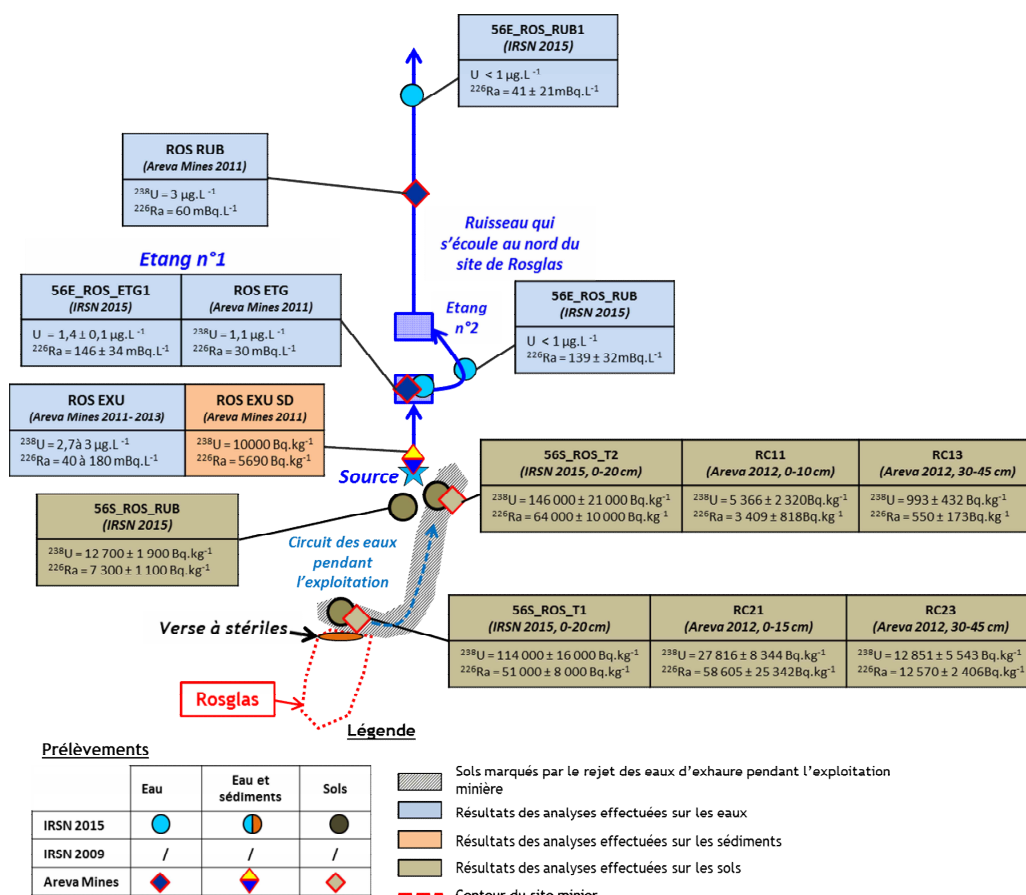 56E_ROS_RUB1
(IRSN 2015)
U < 1 µg.L⁻¹
²²⁶Ra = 41 ± 21mBq.L⁻¹
ROS RUB
(Areva Mines 2011)
²³⁸U = 3 µg.L⁻¹
²²⁶Ra = 60 mBq.L⁻¹
Ruisseau qui
s'écoule au nord du
site de Rosglas
Etang n°1
56E_ROS_ETG1
(IRSN 2015)
U = 1,4 ± 0,1 µg.L⁻¹
²²⁶Ra = 146 ± 34 mBq.L⁻¹
ROS ETG
(Areva Mines 2011)
²³⁸U = 1,1 µg.L⁻¹
²²⁶Ra = 30 mBq.L⁻¹
Etang
n°2
56E_ROS_RUB
(IRSN 2015)
U < 1 µg.L⁻¹
²²⁶Ra = 139 ± 32mBq.L⁻¹
ROS EXU
(Areva Mines 2011- 2013)
²³⁸U = 2,7à 3 µg.L⁻¹
²²⁶Ra = 40 à 180 mBq.L⁻¹
ROS EXU SD
(Areva Mines 2011)
²³⁸U = 10000 Bq.kg⁻¹
²²⁶Ra = 5690 Bq.kg⁻¹
Source
56S_ROS_T2
(IRSN 2015, 0-20 cm)
²³⁸U = 146 000 ± 21 000 Bq.kg⁻¹
²²⁶Ra = 64 000 ± 10 000 Bq.kg⁻¹
RC11
(Areva 2012, 0-10 cm)
²³⁸U = 5 366 ± 2 320Bq.kg⁻¹
²²⁶Ra = 3 409 ± 818Bq.kg⁻¹
RC13
(Areva 2012, 30-45 cm)
²³⁸U = 993 ± 432 Bq.kg⁻¹
²²⁶Ra = 550 ± 173Bq.kg⁻¹
56S_ROS_RUB
(IRSN 2015)
²³⁸U = 12 700 ± 1 900 Bq.kg⁻¹
²²⁶Ra = 7 300 ± 1 100 Bq.kg⁻¹
Circuit des eaux
pendant
l'exploitation
56S_ROS_T1
(IRSN 2015, 0-20 cm)
²³⁸U = 114 000 ± 16 000 Bq.kg⁻¹
²²⁶Ra = 51 000 ± 8 000 Bq.kg⁻¹
RC21
(Areva 2012, 0-15 cm)
²³⁸U = 27 816 ± 8 344 Bq.kg⁻¹
²²⁶Ra = 58 605 ± 25 342Bq.kg⁻¹
RC23
(Areva 2012, 30-45 cm)
²³⁸U = 12 851 ± 5 543 Bq.kg⁻¹
²²⁶Ra = 12 570 ± 2 406Bq.kg⁻¹
Verse à stériles
Rosglas
Légende
Prélèvements
Eau
Eau et
sédiments
Sols
IRSN 2015
IRSN 2009 / / /
Areva Mines
Sols marqués par le rejet des eaux d'exhaure pendant l'exploitation
minière
Résultats des analyses effectuées sur les eaux
Résultats des analyses effectuées sur les sédiments
Résultats des analyses effectuées sur les sols
Contour du site minier